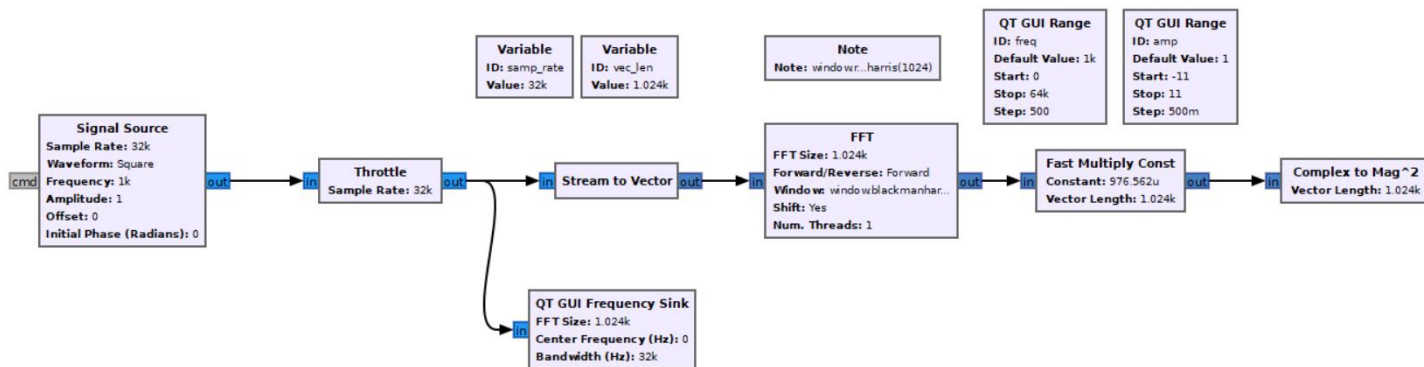 Variable
ID: samp_rate
Value: 32k
Variable
ID: vec_len
Value: 1.024k
Note
Note: window.r...harris(1024)
QT GUI Range
ID: freq
Default Value: 1k
Start: 0
Stop: 64k
Step: 500
QT GUI Range
ID: amp
Default Value: 1
Start: -11
Stop: 11
Step: 500m
cmd
Signal Source
Sample Rate: 32k
Waveform: Square
Frequency: 1k
Amplitude: 1
Offset: 0
Initial Phase (Radians): 0
out
in
Throttle
Sample Rate: 32k
out
in
Stream to Vector
out
in
FFT
FFT Size: 1.024k
Forward/Reverse: Forward
Window: window.blackmanhar...
Shift: Yes
Num. Threads: 1
out
in
Fast Multiply Const
Constant: 976.562u
Vector Length: 1.024k
out
in
Complex to Mag^2
Vector Length: 1.024k
in
QT GUI Frequency Sink
FFT Size: 1.024k
Center Frequency (Hz): 0
Bandwidth (Hz): 32k